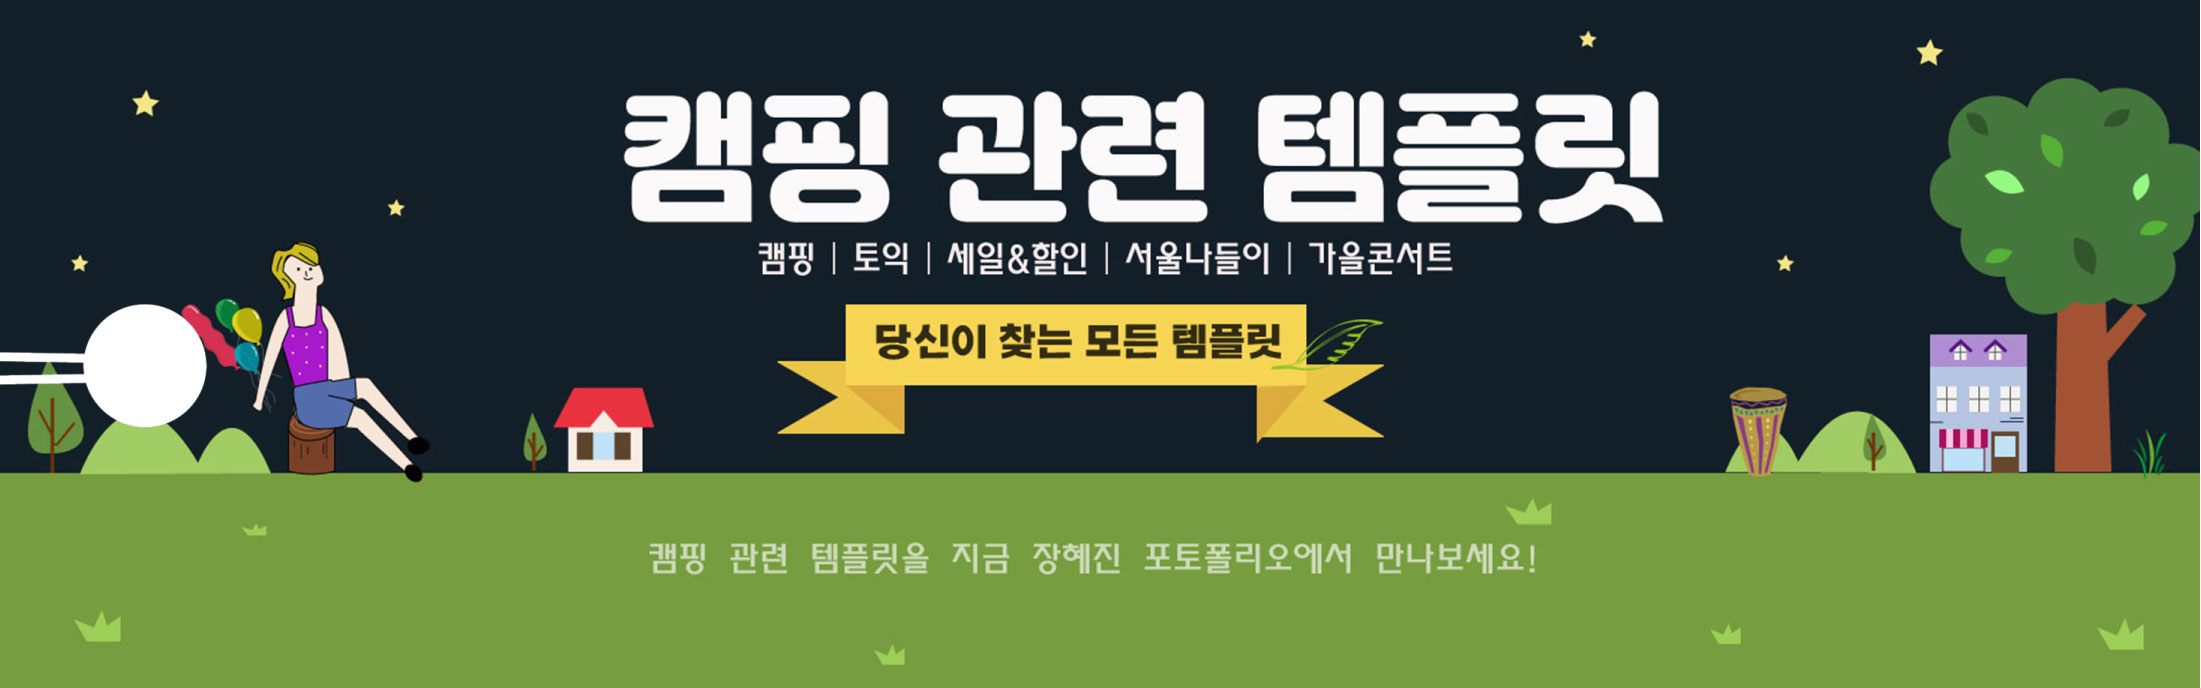 캠핑 관련 템플릿
캠핑 | 토익 | 세일&할인 | 서울나들이 | 가을콘서트
당신이 찾는 모든 템플릿
캠핑 관련 템플릿을 지금 장혜진 포토폴리오에서 만나보세요!